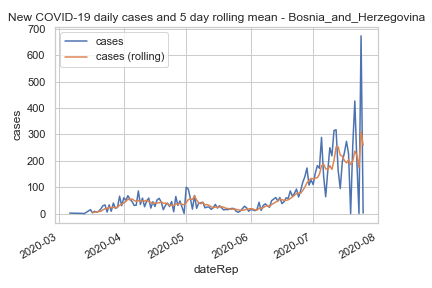 New COVID-19 daily cases and 5 day rolling mean - Bosnia_and_Herzegovina
cases
cases (rolling)
700
600
500
400
300
200
100
0
cases
2020-03
2020-04
2020-05
2020-06
2020-07
2020-08
dateRep